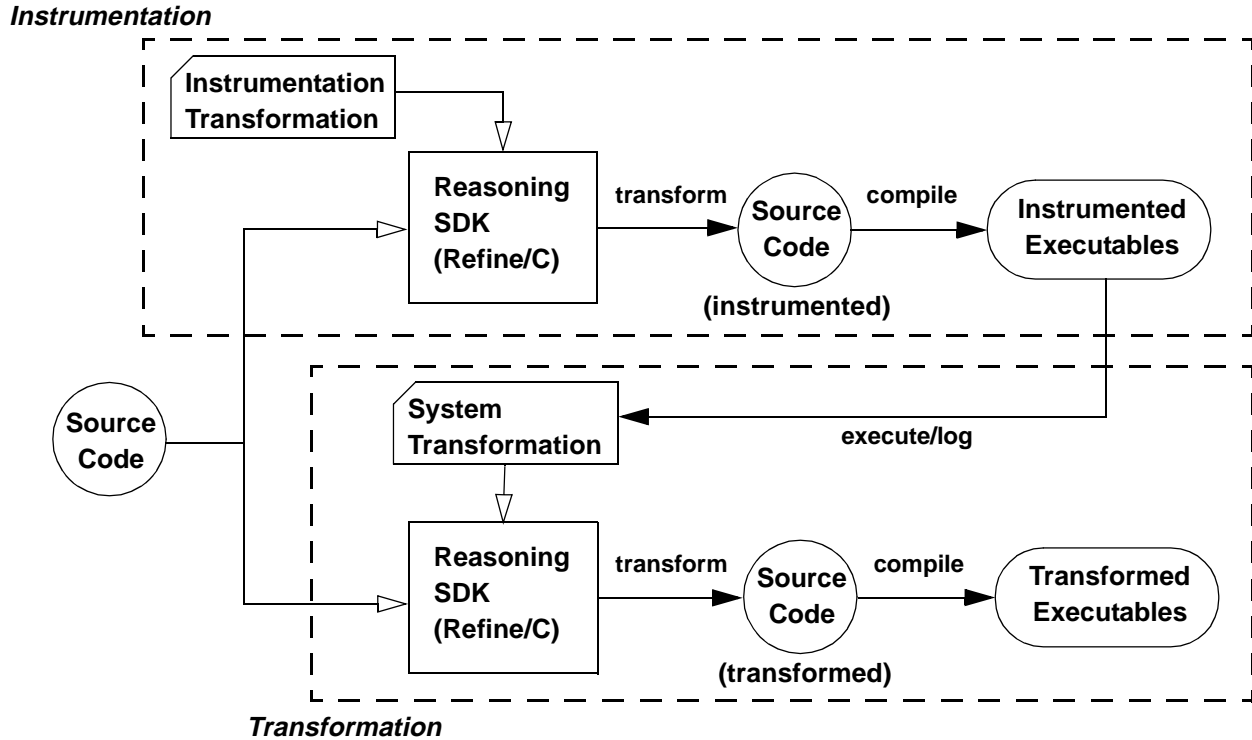 Instrumentation
Instrumentation
Transformation
Reasoning
SDK
(Refine/C)
transform
Source
Code
(instrumented)
compile
Instrumented
Executables
Source
Code
System
Transformation
execute/log
Reasoning
SDK
(Refine/C)
transform
Source
Code
(transformed)
compile
Transformed
Executables
Transformation